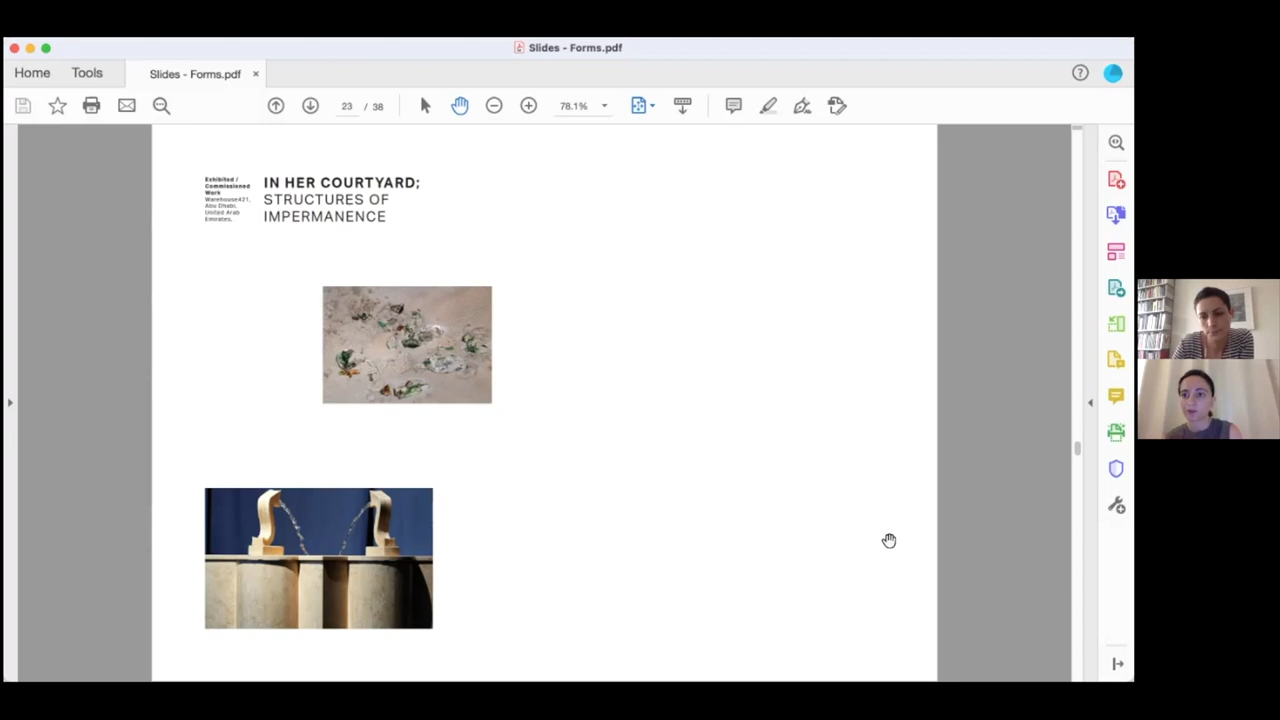 Slides - Forms.pdf
Home
Tools
Slides - Forms.pdf
23 / 38
78.1%
Exhibited /
Commissioned
Work
Warehouse421,
Abu Dhabi,
United Arab
Emirates.
IN HER COURTYARD;
STRUCTURES OF
IMPERMANENCE